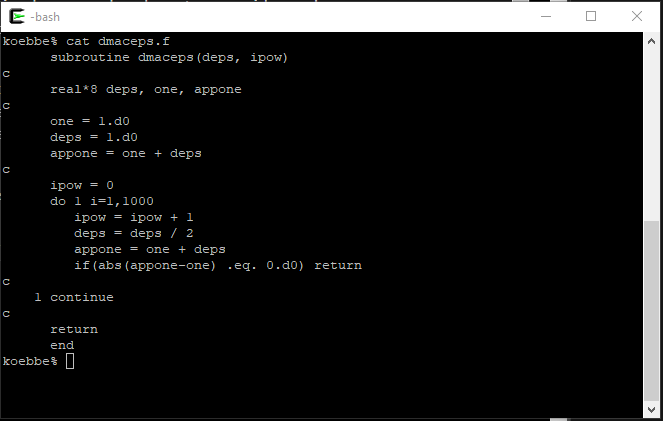 -bash
koebbe% cat dmaceps.f
      subroutine dmaceps(deps, ipow)
c
      real*8 deps, one, appone
c
      one = 1.d0
      deps = 1.d0
      appone = one + deps
c
      ipow = 0
      do 1 i=1,1000
         ipow = ipow + 1
         deps = deps / 2
         appone = one + deps
         if(abs(appone-one) .eq. 0.d0) return
c
    1 continue
c
      return
      end
koebbe%